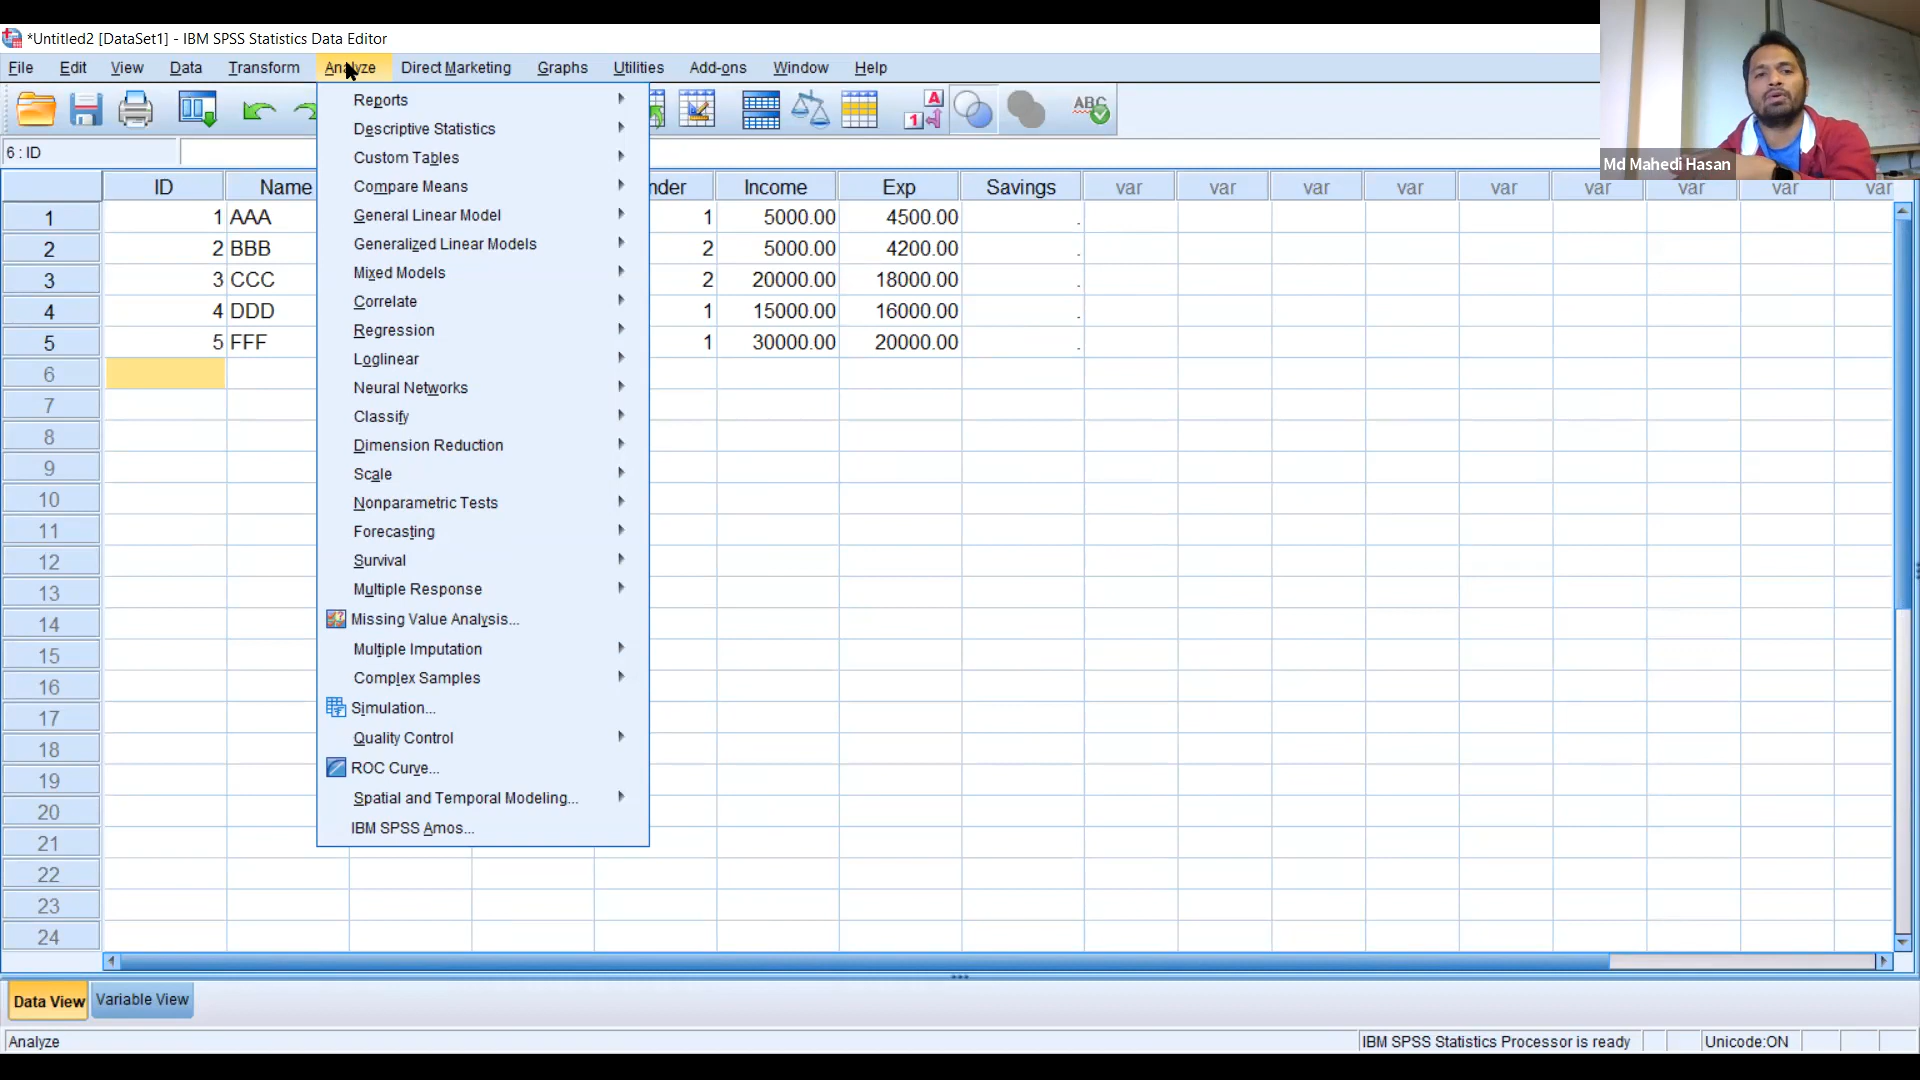 *Untitled2 [DataSet1] - IBM SPSS Statistics Data Editor
File Edit View Data Transform Analyze Direct Marketing Graphs Utilities Add-ons Window Help
6 : ID
Md Mahedi Hasan
ID Name nder Income Exp Savings var var var var var var var var var
1 1 AAA 1 5000.00 4500.00 .
2 2 BBB 2 5000.00 4200.00 .
3 3 CCC 2 20000.00 18000.00 .
4 4 DDD 1 15000.00 16000.00 .
5 5 FFF 1 30000.00 20000.00 .
6
7
8
9
10
11
12
13
14
15
16
17
18
19
20
21
22
23
24
Reports
Descriptive Statistics
Custom Tables
Compare Means
General Linear Model
Generalized Linear Models
Mixed Models
Correlate
Regression
Loglinear
Neural Networks
Classify
Dimension Reduction
Scale
Nonparametric Tests
Forecasting
Survival
Multiple Response
Missing Value Analysis...
Multiple Imputation
Complex Samples
Simulation...
Quality Control
ROC Curve...
Spatial and Temporal Modeling...
IBM SPSS Amos...
Data View Variable View
Analyze IBM SPSS Statistics Processor is ready Unicode:ON
A
1
ABC